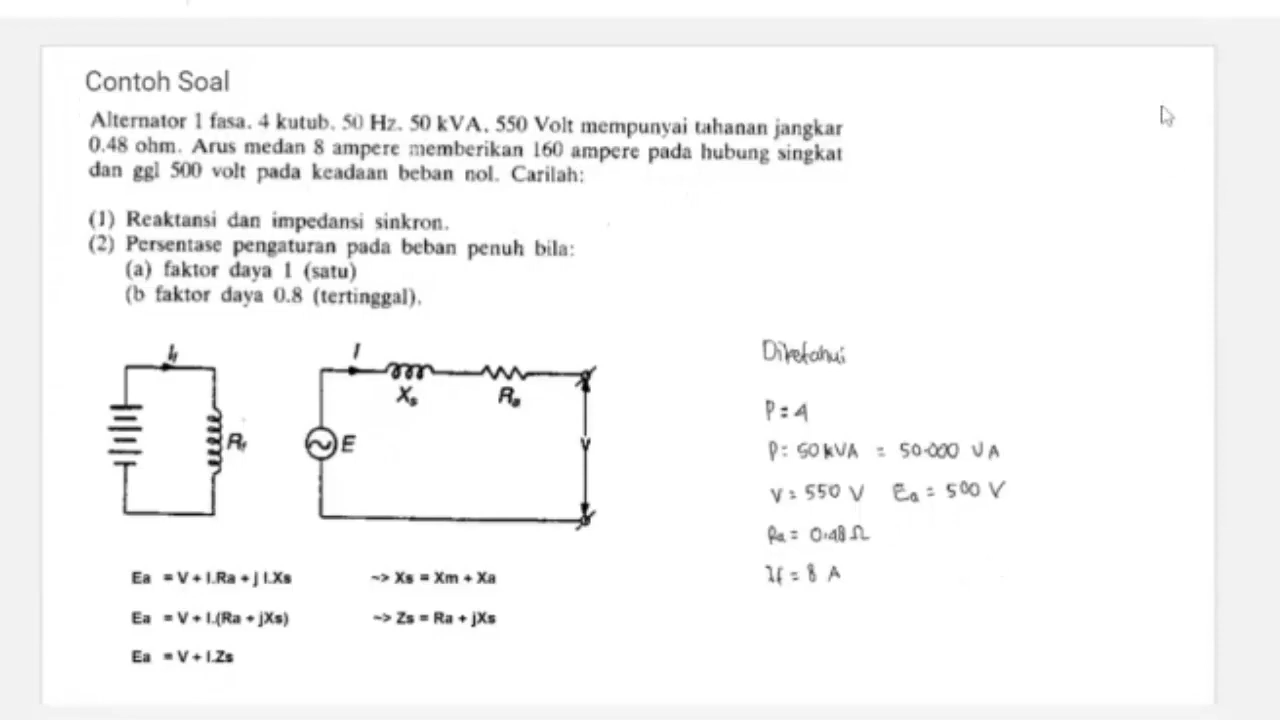 Contoh Soal
Alternator 1 fasa. 4 kutub. 50 Hz. 50 kVA. 550 Volt mempunyai tahanan jangkar
0.48 ohm. Arus medan 8 ampere memberikan 160 ampere pada hubung singkat
dan ggl 500 volt pada keadaan beban nol. Carilah:
(1) Reaktansi dan impedansi sinkron.
(2) Persentase pengaturan pada beban penuh bila:
(a) faktor daya 1 (satu)
(b faktor daya 0.8 (tertinggal).
If
I
Xs
Ra
Rf
E
V
Diketahui
P = 4
P = 50 kVA = 50.000 VA
V = 550 V Ea = 500 V
Ra = 0.48 Ω
If = 8 A
Ea = V + I.Ra + j I.Xs ~> Xs = Xm + Xa
Ea = V + I.(Ra + jXs) ~> Zs = Ra + jXs
Ea = V + I.Zs